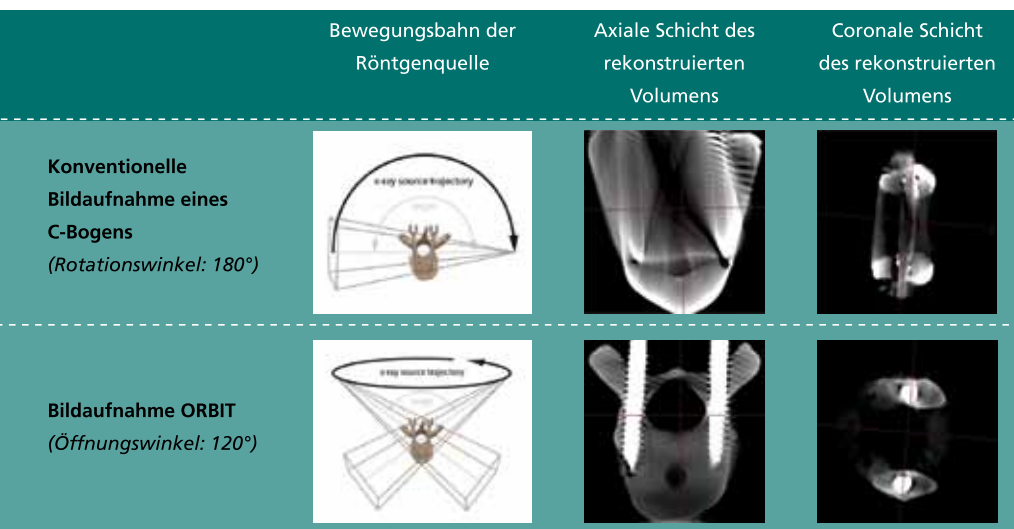 Bewegungsbahn der
Röntgenquelle
Axiale Schicht des
rekonstruierten
Volumens
Coronale Schicht
des rekonstruierten
Volumens
Konventionelle
Bildaufnahme eines
C-Bogens
(Rotationswinkel: 180°)
x-ray source trajectory
Bildaufnahme ORBIT
(Öffnungswinkel: 120°)
x-ray source trajectory